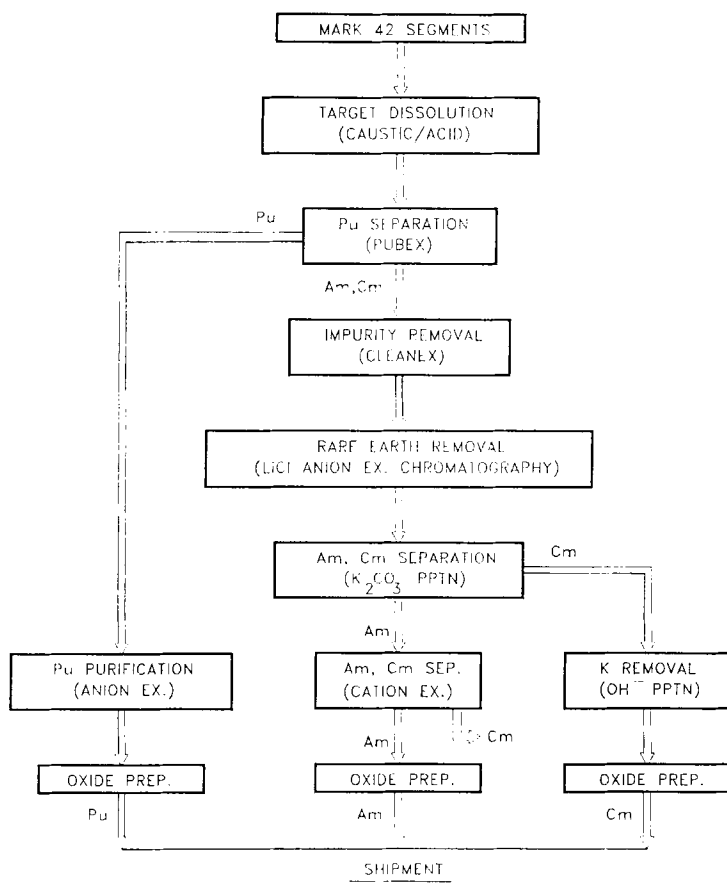 MARK 42 SEGMENTS
TARGET DISSOLUTION
(CAUSTIC/ACID)
Pu
Pu SEPARATION
(PUBEX)
Am,Cm
IMPURITY REMOVAL
(CLEANEX)
RARE EARTH REMOVAL
(LiCl ANION EX. CHROMATOGRAPHY)
Am, Cm SEPARATION
(K2CO3 PPTN)
Cm
Am
Pu PURIFICATION
(ANION EX.)
Am, Cm SEP.
(CATION EX.)
K REMOVAL
(OH⁻ PPTN)
Am
Cm
OXIDE PREP.
OXIDE PREP.
OXIDE PREP.
Pu
Am
Cm
SHIPMENT